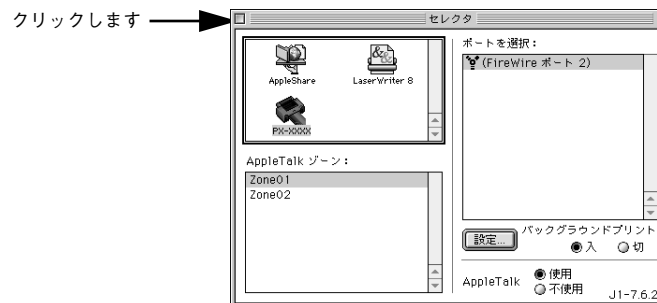 クリックします
セレクタ
AppleShare
LaserWriter 8
PX-XXXX
AppleTalk ゾーン：
Zone01
Zone02
ポートを選択：
(FireWire ポート 2)
設定...
バックグラウンドプリント
入 切
AppleTalk
使用
不使用
J1-7.6.2